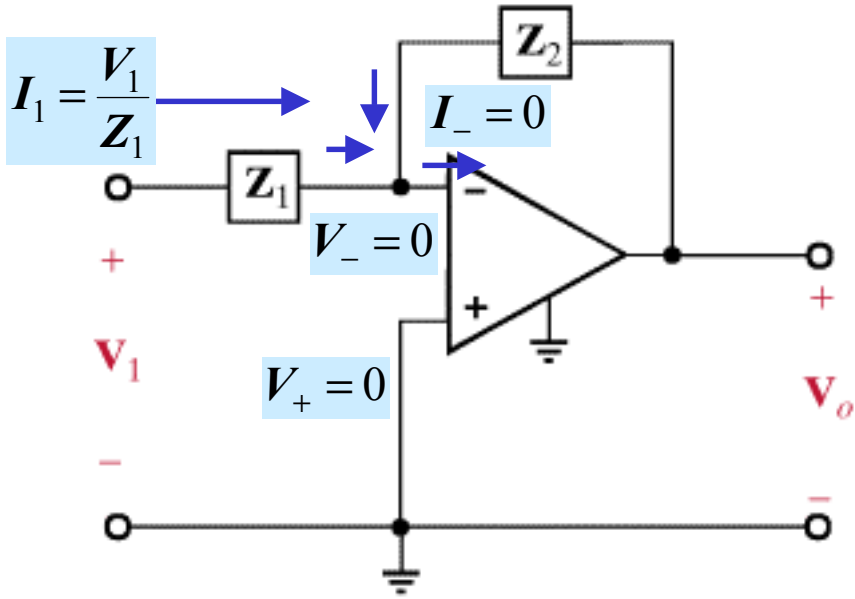 Z₂
I₁ = V₁ / Z₁
I₋ = 0
Z₁
−
V₋ = 0
+
+
+
V₁
V₊ = 0
Vₒ
−
−